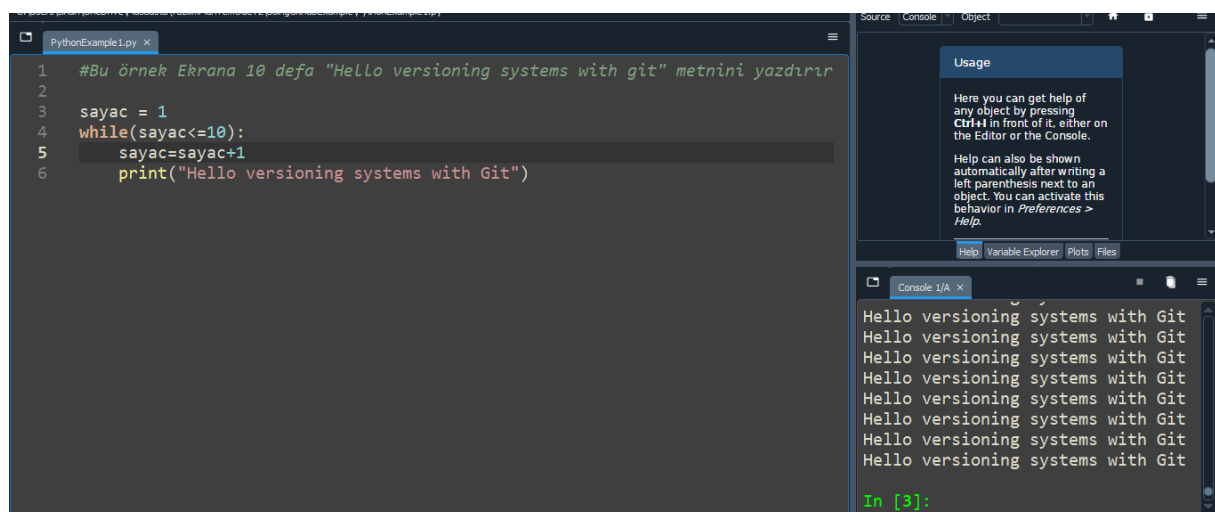 Source Console Object
PythonExample1.py
1 #Bu örnek Ekrana 10 defa "Hello versioning systems with git" metnini yazdırır
2
3 sayac = 1
4 while(sayac<=10):
5 sayac=sayac+1
6 print("Hello versioning systems with Git")
Usage
Here you can get help of
any object by pressing
Ctrl+I in front of it, either on
the Editor or the Console.
Help can also be shown
automatically after writing a
left parenthesis next to an
object. You can activate this
behavior in Preferences >
Help.
Help Variable Explorer Plots Files
Console 1/A
Hello versioning systems with Git
Hello versioning systems with Git
Hello versioning systems with Git
Hello versioning systems with Git
Hello versioning systems with Git
Hello versioning systems with Git
Hello versioning systems with Git
Hello versioning systems with Git
In [3]: